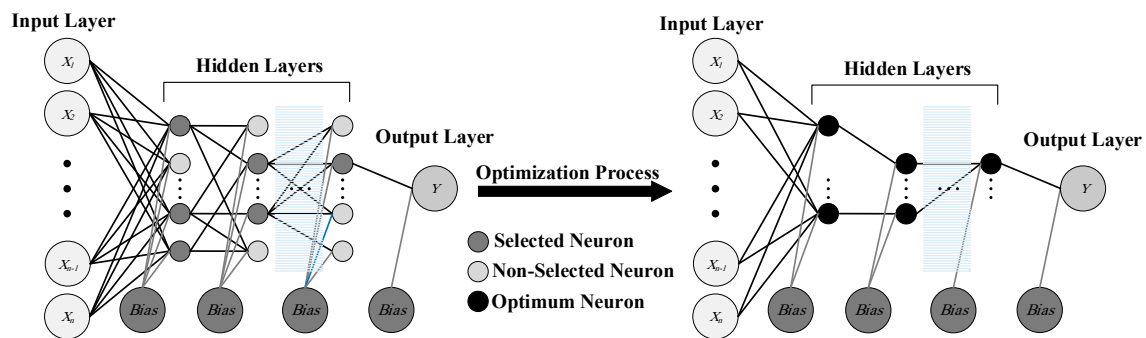 Input Layer
X1
X2
Xn-1
Xn
Hidden Layers
Output Layer
Y
Bias
Bias
Bias
Bias
Optimization Process
Selected Neuron
Non-Selected Neuron
Optimum Neuron
Input Layer
X1
X2
Xn-1
Xn
Hidden Layers
Output Layer
Y
Bias
Bias
Bias
Bias